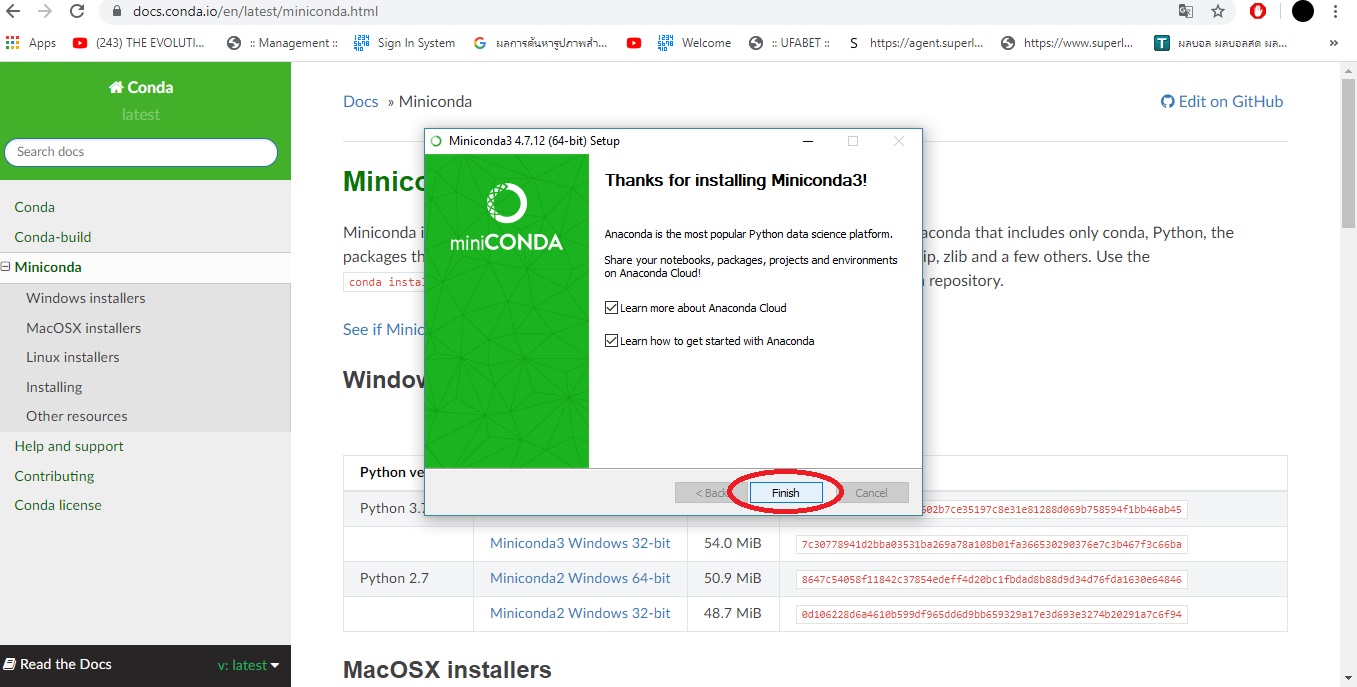 docs.conda.io/en/latest/miniconda.html
Apps
(243) THE EVOLUTI...
:: Management ::
Sign In System
ผลการค้นหารูปภาพสำ...
Welcome
:: UFABET ::
S https://agent.superl...
https://www.superl...
T ผลบอล ผลบอลสด ผล...
»
Conda
latest
Search docs
Conda
Conda-build
Miniconda
Windows installers
MacOSX installers
Linux installers
Installing
Other resources
Help and support
Contributing
Conda license
Read the Docs
v: latest
Docs » Miniconda
Edit on GitHub
Minico
Miniconda i
aconda that includes only conda, Python, the
packages th
ip, zlib and a few others. Use the
conda instal
repository.
See if Minic
Window
Miniconda3 4.7.12 (64-bit) Setup
miniCONDA
Thanks for installing Miniconda3!
Anaconda is the most popular Python data science platform.
Share your notebooks, packages, projects and environments
on Anaconda Cloud!
Learn more about Anaconda Cloud
Learn how to get started with Anaconda
< Back
Finish
Cancel
Python ve
Python 3.7
602b7ce35197c8e31e81288d069b758594f1bb46ab45
Miniconda3 Windows 32-bit 54.0 MiB 7c30778941d2bba03531ba269a78a108b01fa366530290376e7c3b467f3c66ba
Python 2.7 Miniconda2 Windows 64-bit 50.9 MiB 8647c54058f11842c37854edeff4d20bc1fbdad8b88d9d34d76fda1630e64846
Miniconda2 Windows 32-bit 48.7 MiB 0d106228d6a4610b599df965dd6d9bb659329a17e3d693e3274b20291a7c6f94
MacOSX installers